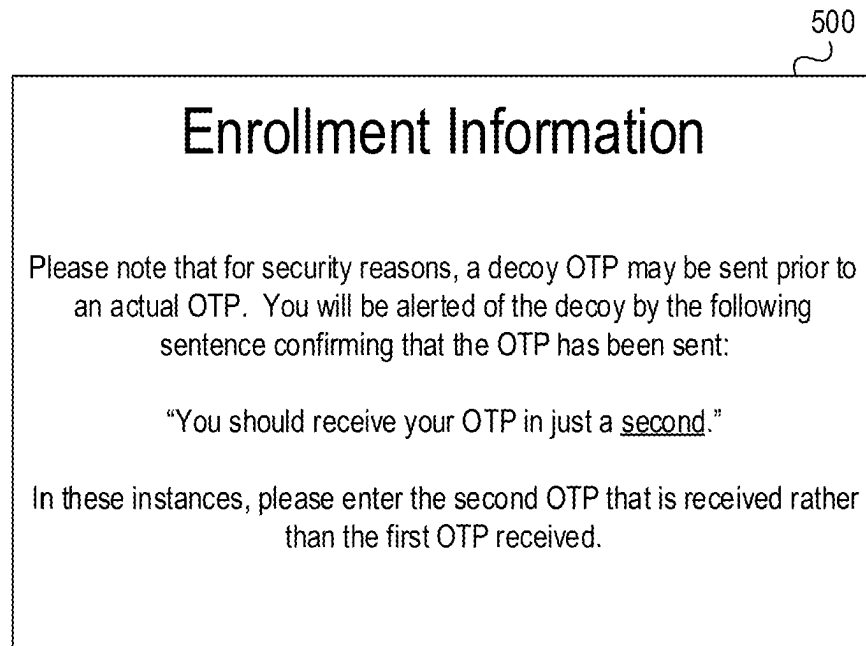 500
Enrollment Information
Please note that for security reasons, a decoy OTP may be sent prior to
an actual OTP. You will be alerted of the decoy by the following
sentence confirming that the OTP has been sent:
“You should receive your OTP in just a second.”
In these instances, please enter the second OTP that is received rather
than the first OTP received.